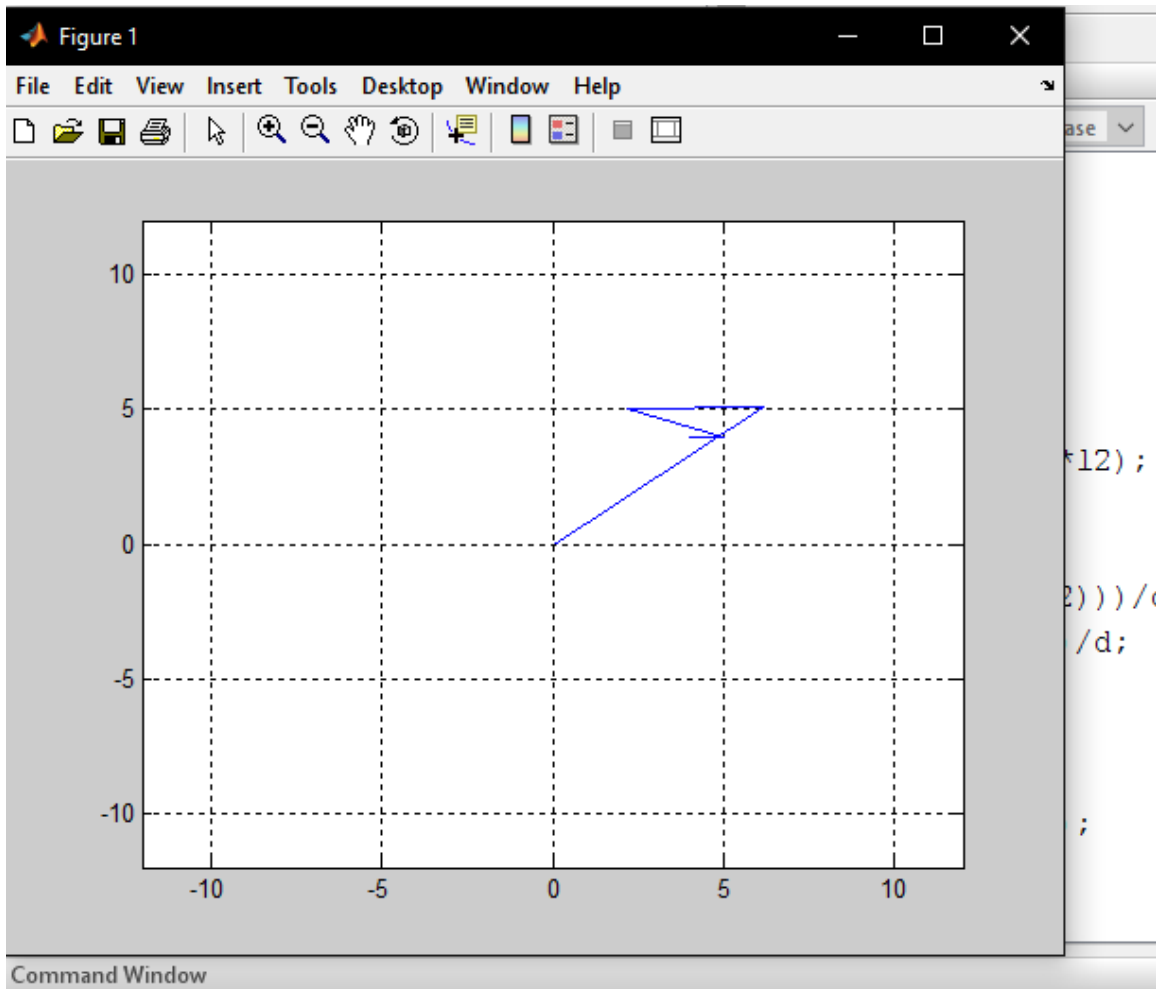 Figure 1
File Edit View Insert Tools Desktop Window Help
ase
10
5
0
-5
-10
-10 -5 0 5 10
*l2);
2)))/
/d;
;
Command Window